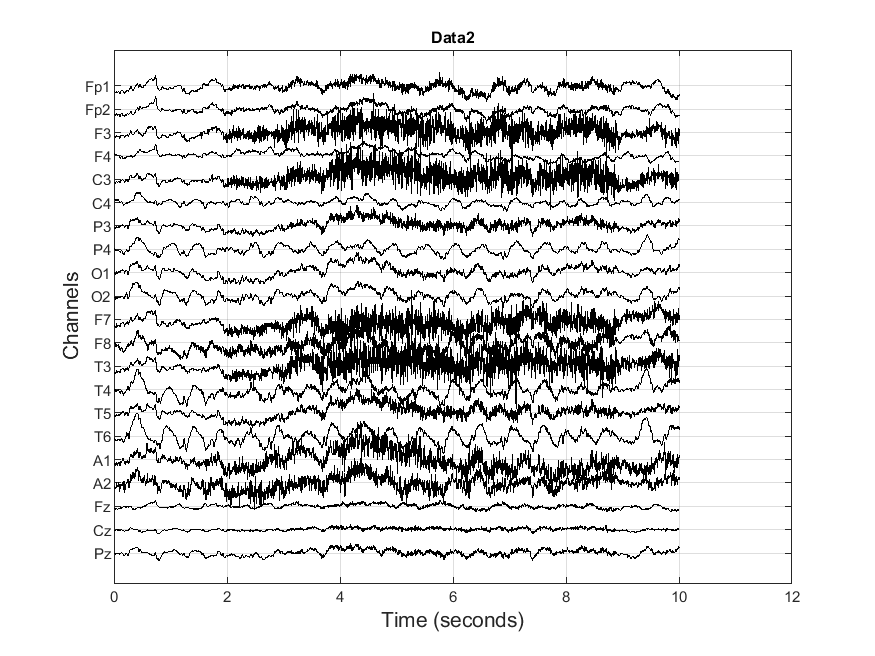 Data2
Channels
Fp1
Fp2
F3
F4
C3
C4
P3
P4
O1
O2
F7
F8
T3
T4
T5
T6
A1
A2
Fz
Cz
Pz
0 2 4 6 8 10 12
Time (seconds)